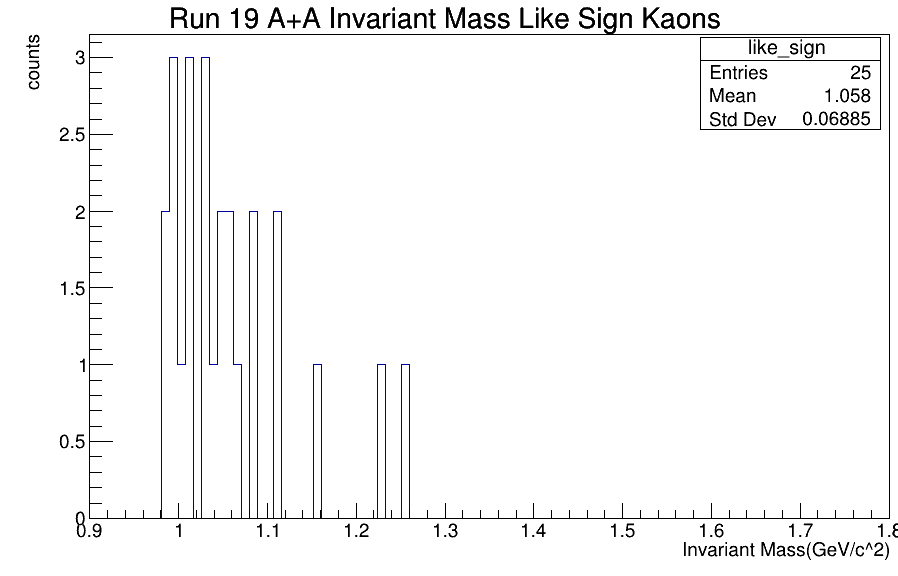 Run 19 A+A Invariant Mass Like Sign Kaons
counts
like_sign
Entries 25
Mean 1.058
Std Dev 0.06885
3
2.5
2
1.5
1
0.5
0
0.9 1 1.1 1.2 1.3 1.4 1.5 1.6 1.7 1.8
Invariant Mass(GeV/c^2)